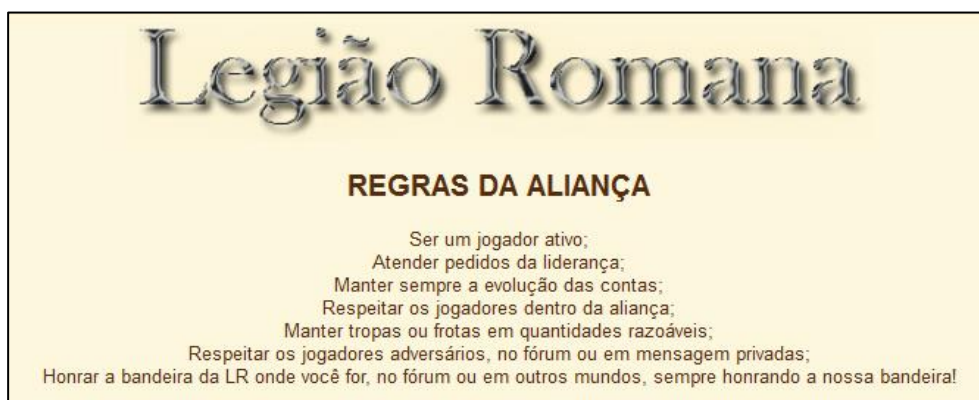 Legião Romana
REGRAS DA ALIANÇA
Ser um jogador ativo;
Atender pedidos da liderança;
Manter sempre a evolução das contas;
Respeitar os jogadores dentro da aliança;
Manter tropas ou frotas em quantidades razoáveis;
Respeitar os jogadores adversários, no fórum ou em mensagem privadas;
Honrar a bandeira da LR onde você for, no fórum ou em outros mundos, sempre honrando a nossa bandeira!